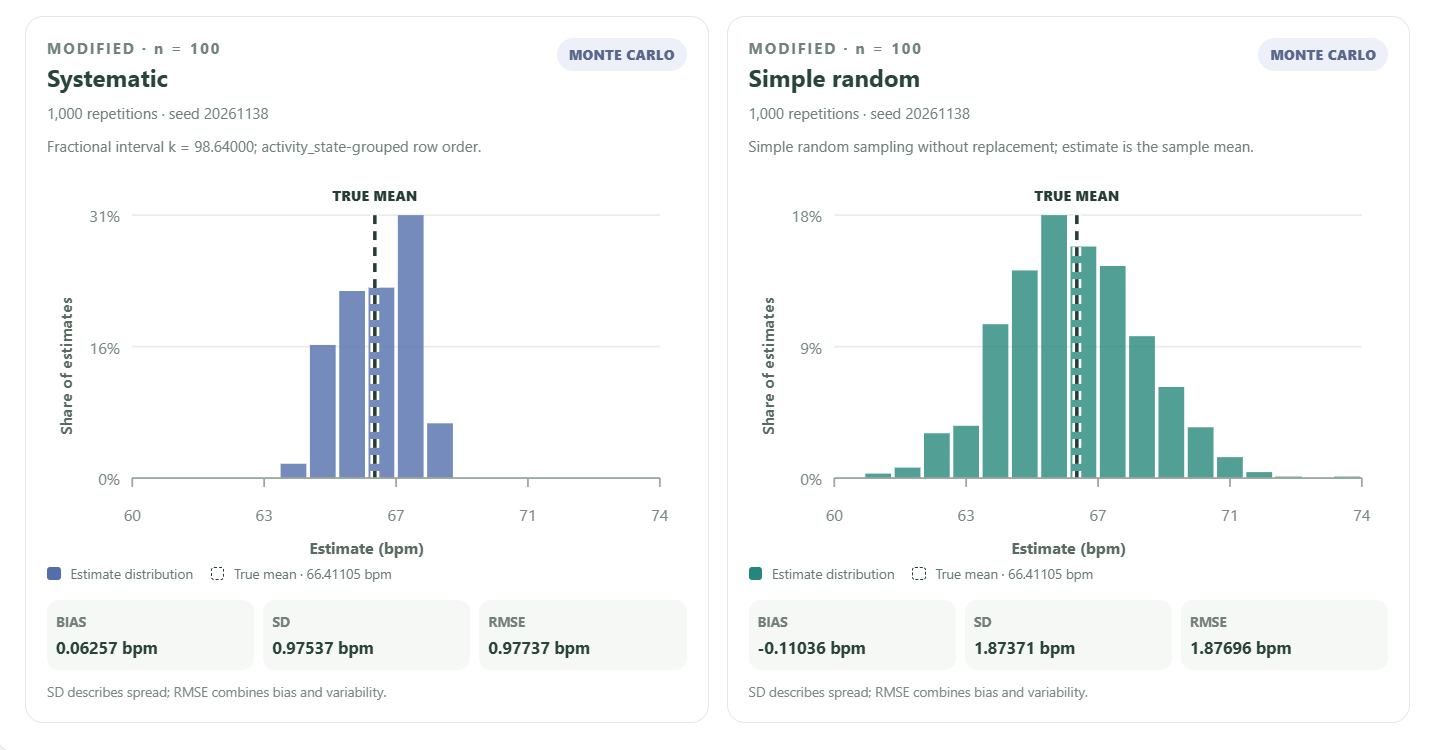 MODIFIED · n = 100
MONTE CARLO
Systematic
1,000 repetitions · seed 20261138
Fractional interval k = 98.64000; activity_state-grouped row order.
TRUE MEAN
31%
16%
0%
Share of estimates
60 63 67 71 74
Estimate (bpm)
Estimate distribution True mean · 66.41105 bpm
BIAS SD RMSE
0.06257 bpm 0.97537 bpm 0.97737 bpm
SD describes spread; RMSE combines bias and variability.
MODIFIED · n = 100
MONTE CARLO
Simple random
1,000 repetitions · seed 20261138
Simple random sampling without replacement; estimate is the sample mean.
TRUE MEAN
18%
9%
0%
Share of estimates
60 63 67 71 74
Estimate (bpm)
Estimate distribution True mean · 66.41105 bpm
BIAS SD RMSE
-0.11036 bpm 1.87371 bpm 1.87696 bpm
SD describes spread; RMSE combines bias and variability.